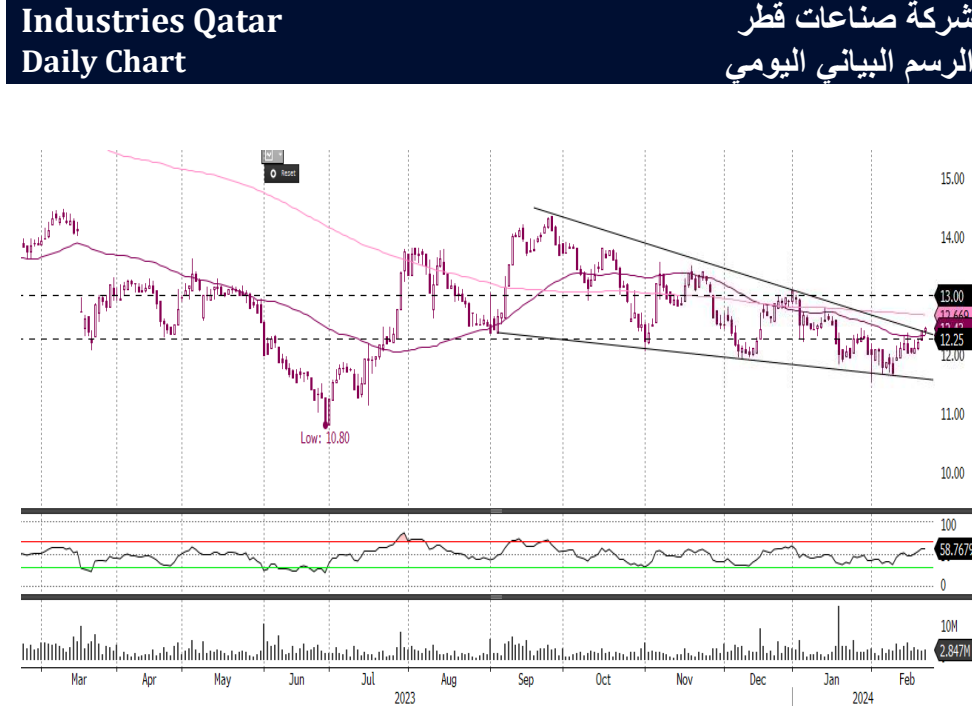 Industries Qatar
شركة صناعات قطر
Daily Chart
الرسم البياني اليومي
Reset
15.00
14.00
13.00
12.669
12.25
12.00
11.00
10.00
Low: 10.80
100
58.7679
0
10M
2.847M
Mar Apr May Jun Jul Aug Sep Oct Nov Dec Jan Feb
2023 2024